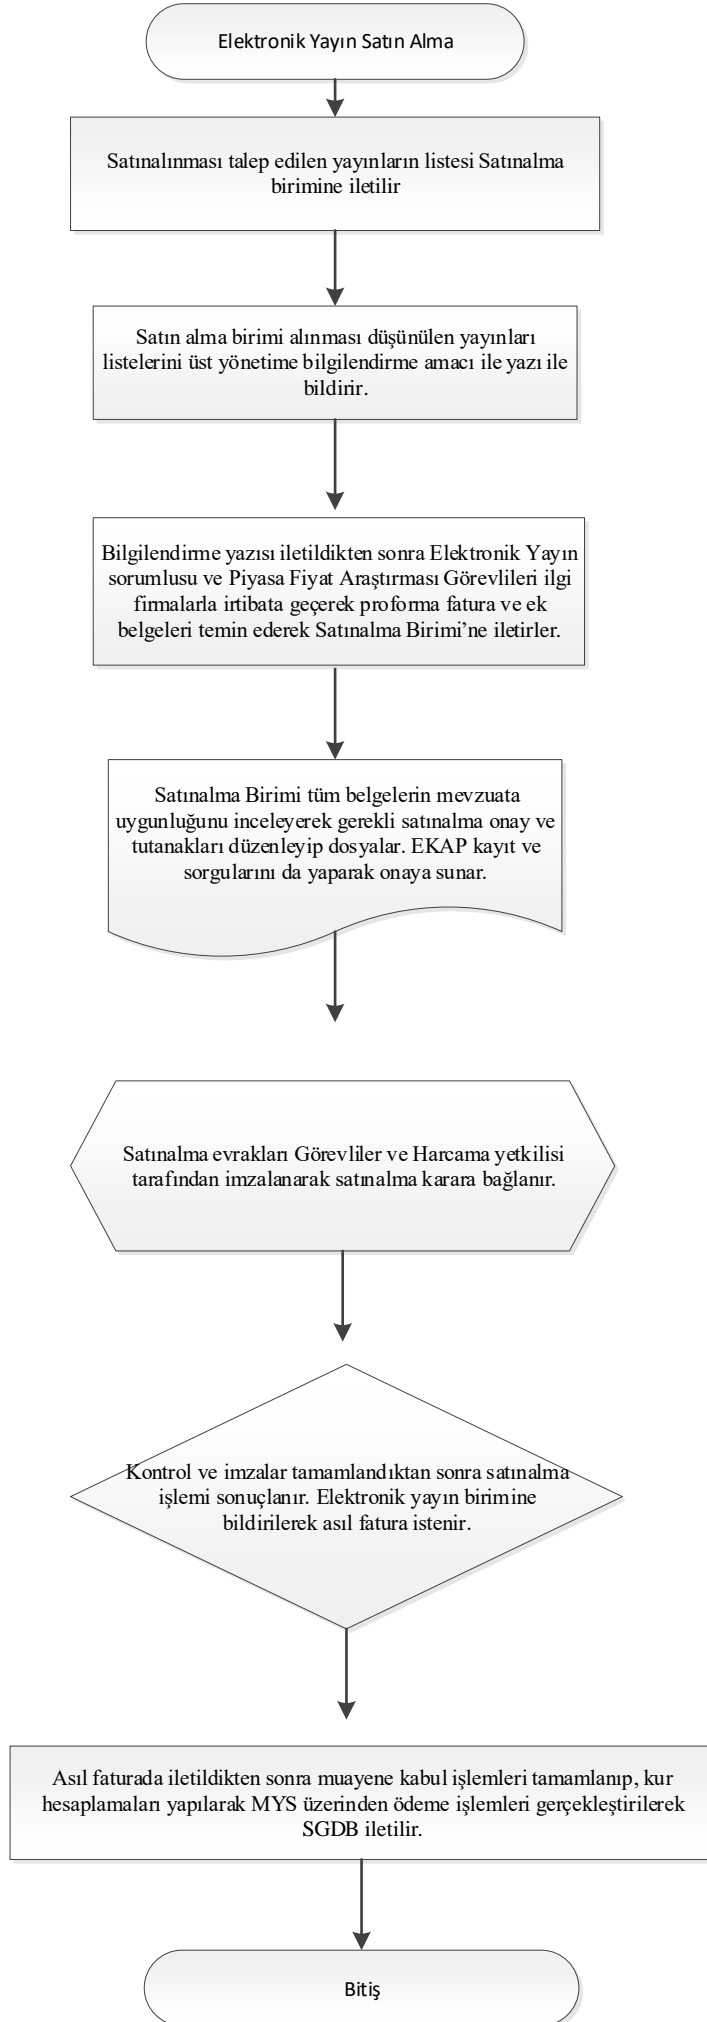 Elektronik Yayın Satın Alma
Satınalınması talep edilen yayınların listesi Satınalma
birimine iletilir
Satın alma birimi alınması düşünülen yayınları
listelerini üst yönetime bilgilendirme amacı ile yazı ile
bildirir.
Bilgilendirme yazısı iletildikten sonra Elektronik Yayın
sorumlusu ve Piyasa Fiyat Araştırması Görevlileri ilgi
firmalarla irtibata geçerek proforma fatura ve ek
belgeleri temin ederek Satınalma Birimi’ne iletirler.
Satınalma Birimi tüm belgelerin mevzuata
uygunluğunu inceleyerek gerekli satınalma onay ve
tutanakları düzenleyip dosyalar. EKAP kayıt ve
sorgularını da yaparak onaya sunar.
Satınalma evrakları Görevliler ve Harcama yetkilisi
tarafından imzalanarak satınalma karara bağlanır.
Kontrol ve imzalar tamamlandıktan sonra satınalma
işlemi sonuçlanır. Elektronik yayın birimine
bildirilerek asıl fatura istenir.
Asıl faturada iletildikten sonra muayene kabul işlemleri tamamlanıp, kur
hesaplamaları yapılarak MYS üzerinden ödeme işlemleri gerçekleştirilerek
SGDB iletilir.
Bitiş